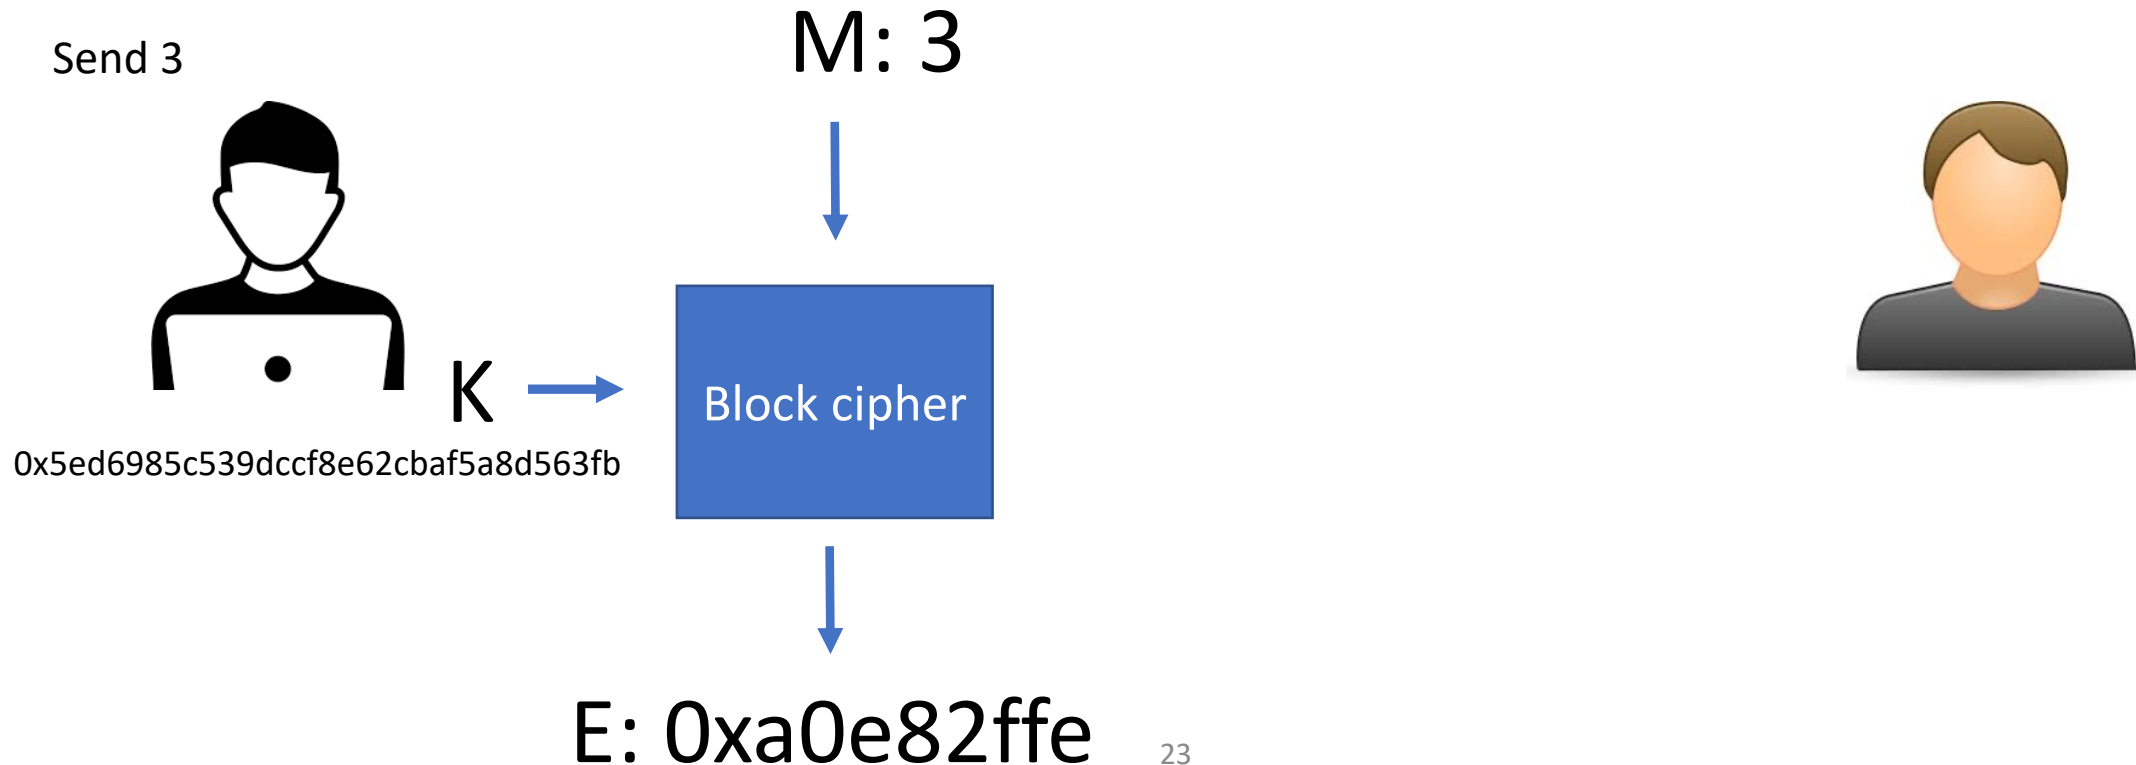 Send 3
M: 3
K
Block cipher
0x5ed6985c539dccf8e62cbaf5a8d563fb
E: 0xa0e82ffe
23